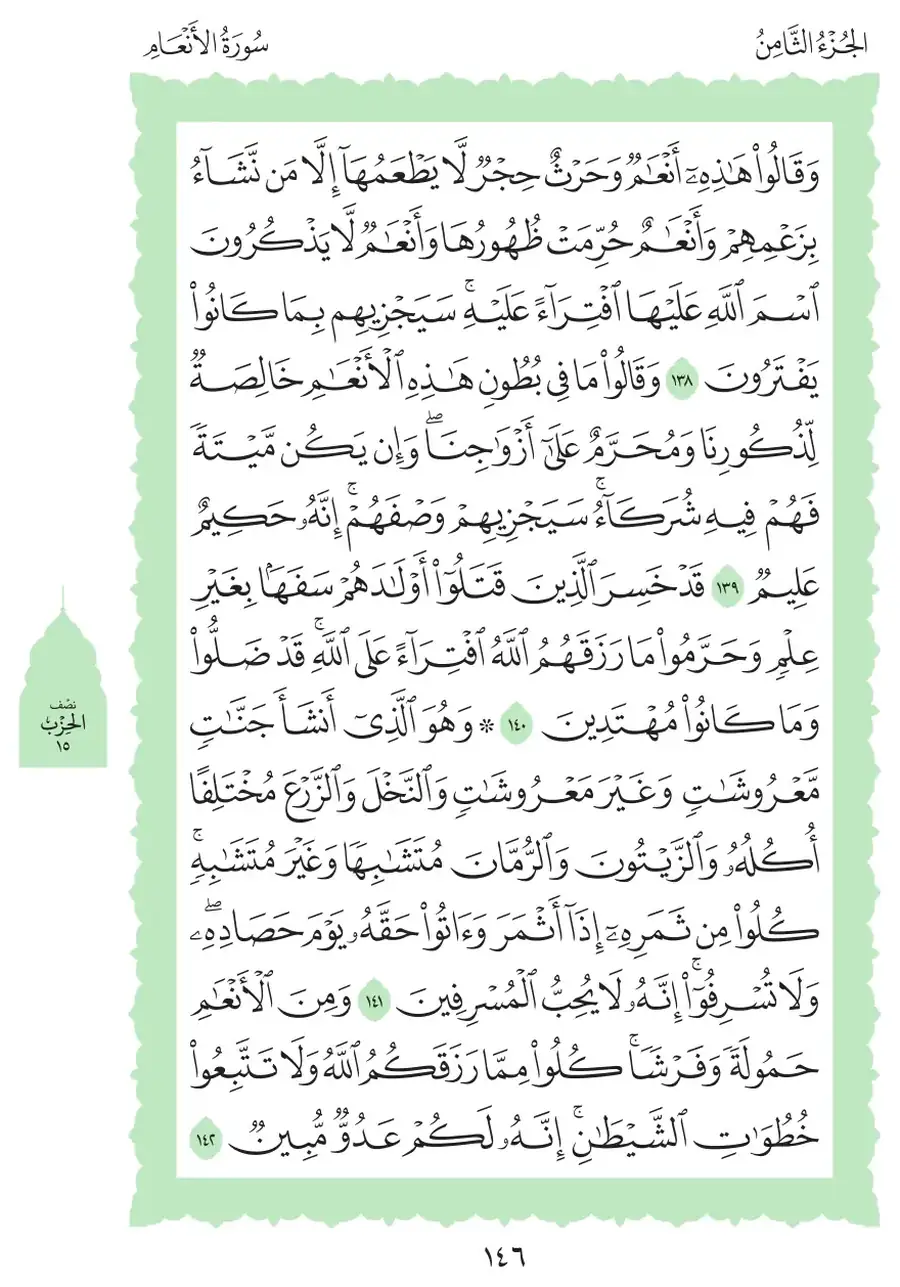 الجُزْءُ الثَّامِنُ
سُورَةُ الأَنْعَامِ
وَقَالُواْ هَٰذِهِۦٓ أَنْعَٰمٌ وَحَرْثٌ حِجْرٌ لَّا يَطْعَمُهَآ إِلَّا مَن نَّشَآءُ
بِزَعْمِهِمْ وَأَنْعَٰمٌ حُرِّمَتْ ظُهُورُهَا وَأَنْعَٰمٌ لَّا يَذْكُرُونَ
ٱسْمَ ٱللَّهِ عَلَيْهَا ٱفْتِرَآءً عَلَيْهِۚ سَيَجْزِيهِم بِمَا كَانُواْ
يَفْتَرُونَ ١٣٨ وَقَالُواْ مَا فِي بُطُونِ هَٰذِهِ ٱلْأَنْعَٰمِ خَالِصَةٌ
لِّذُكُورِنَا وَمُحَرَّمٌ عَلَىٰٓ أَزْوَٰجِنَاۖ وَإِن يَكُن مَّيْتَةً
فَهُمْ فِيهِ شُرَكَآءُۚ سَيَجْزِيهِمْ وَصْفَهُمْۚ إِنَّهُۥ حَكِيمٌ
عَلِيمٌ ١٣٩ قَدْ خَسِرَ ٱلَّذِينَ قَتَلُوٓاْ أَوْلَٰدَهُمْ سَفَهَۢا بِغَيْرِ
عِلْمٍ وَحَرَّمُواْ مَا رَزَقَهُمُ ٱللَّهُ ٱفْتِرَآءً عَلَى ٱللَّهِۚ قَدْ ضَلُّواْ
وَمَا كَانُواْ مُهْتَدِينَ ١٤٠ ۞ وَهُوَ ٱلَّذِيٓ أَنشَأَ جَنَّٰتٍ
مَّعْرُوشَٰتٍ وَغَيْرَ مَعْرُوشَٰتٍ وَٱلنَّخْلَ وَٱلزَّرْعَ مُخْتَلِفًا
أُكُلُهُۥ وَٱلزَّيْتُونَ وَٱلرُّمَّانَ مُتَشَٰبِهًا وَغَيْرَ مُتَشَٰبِهٍۚ
كُلُواْ مِن ثَمَرِهِۦٓ إِذَآ أَثْمَرَ وَءَاتُواْ حَقَّهُۥ يَوْمَ حَصَادِهِۦۖ
وَلَا تُسْرِفُوٓاْۚ إِنَّهُۥ لَا يُحِبُّ ٱلْمُسْرِفِينَ ١٤١ وَمِنَ ٱلْأَنْعَٰمِ
حَمُولَةً وَفَرْشًاۚ كُلُواْ مِمَّا رَزَقَكُمُ ٱللَّهُ وَلَا تَتَّبِعُواْ
خُطُوَٰتِ ٱلشَّيْطَٰنِۚ إِنَّهُۥ لَكُمْ عَدُوٌّ مُّبِينٌ ١٤٢
نصف
الحِزْب
١٥
١٤٦